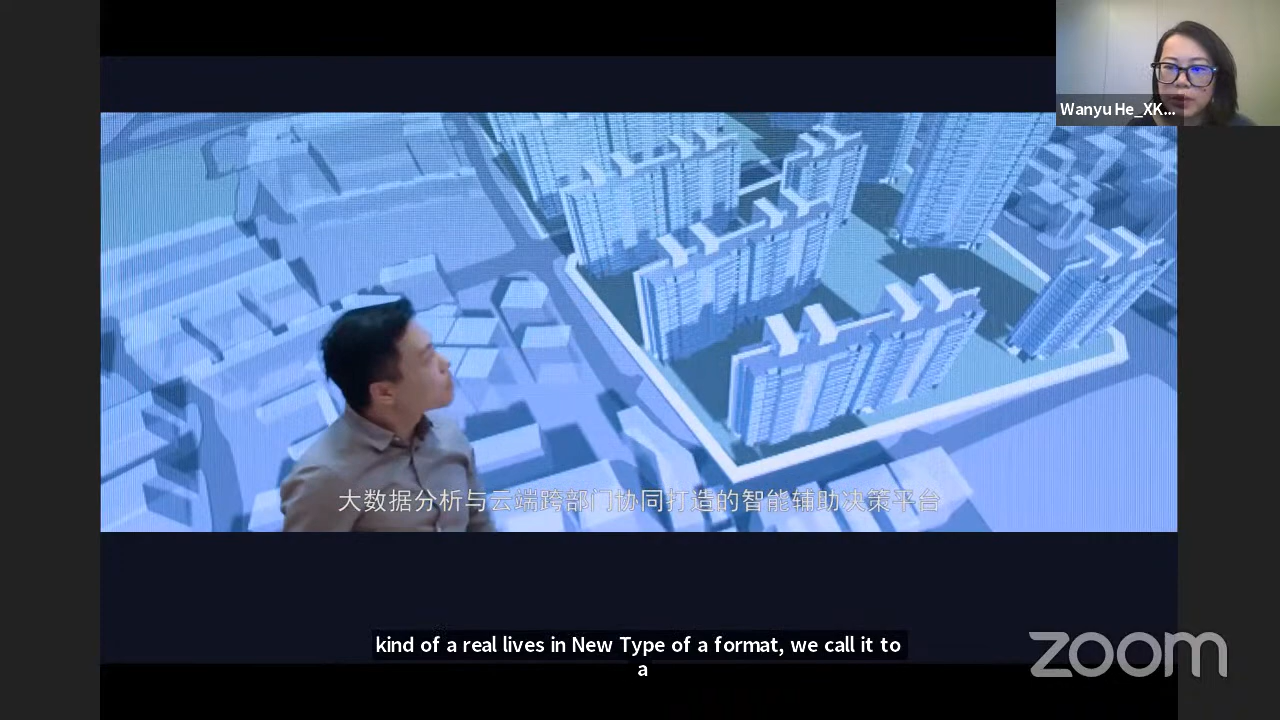 Wanyu He_XK...
大数据分析与云端跨部门协同打造的智能辅助决策平台
kind of a real lives in New Type of a format, we call it to
a
zoom